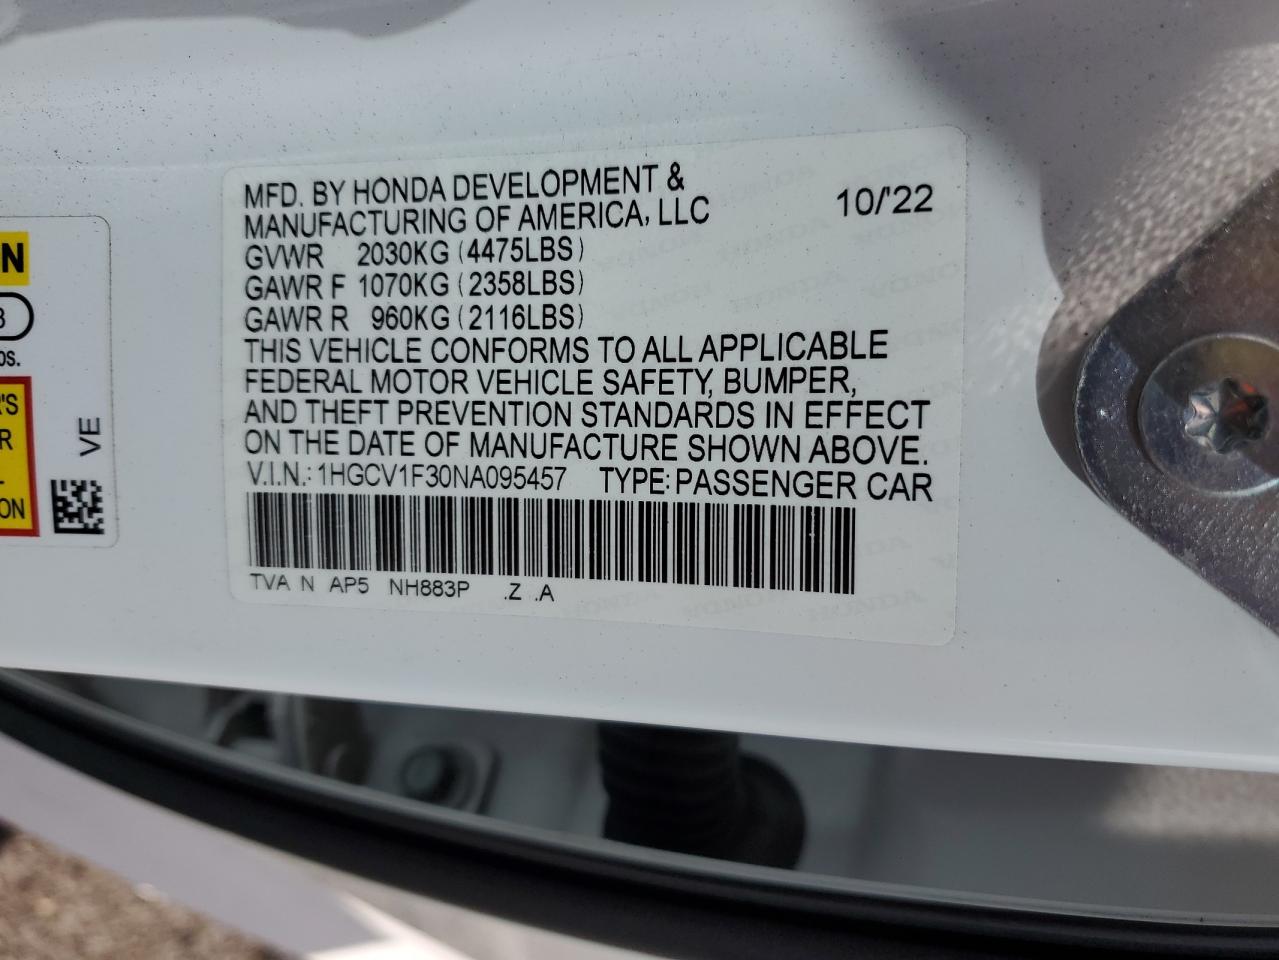 MFD. BY HONDA DEVELOPMENT &
MANUFACTURING OF AMERICA, LLC
10/'22
GVWR 2030KG (4475LBS)
GAWR F 1070KG (2358LBS)
GAWR R 960KG (2116LBS)
THIS VEHICLE CONFORMS TO ALL APPLICABLE
FEDERAL MOTOR VEHICLE SAFETY, BUMPER,
AND THEFT PREVENTION STANDARDS IN EFFECT
ON THE DATE OF MANUFACTURE SHOWN ABOVE.
V.I.N.: 1HGCV1F30NA095457 TYPE: PASSENGER CAR
TVA N AP5 NH883P .Z .A
VE